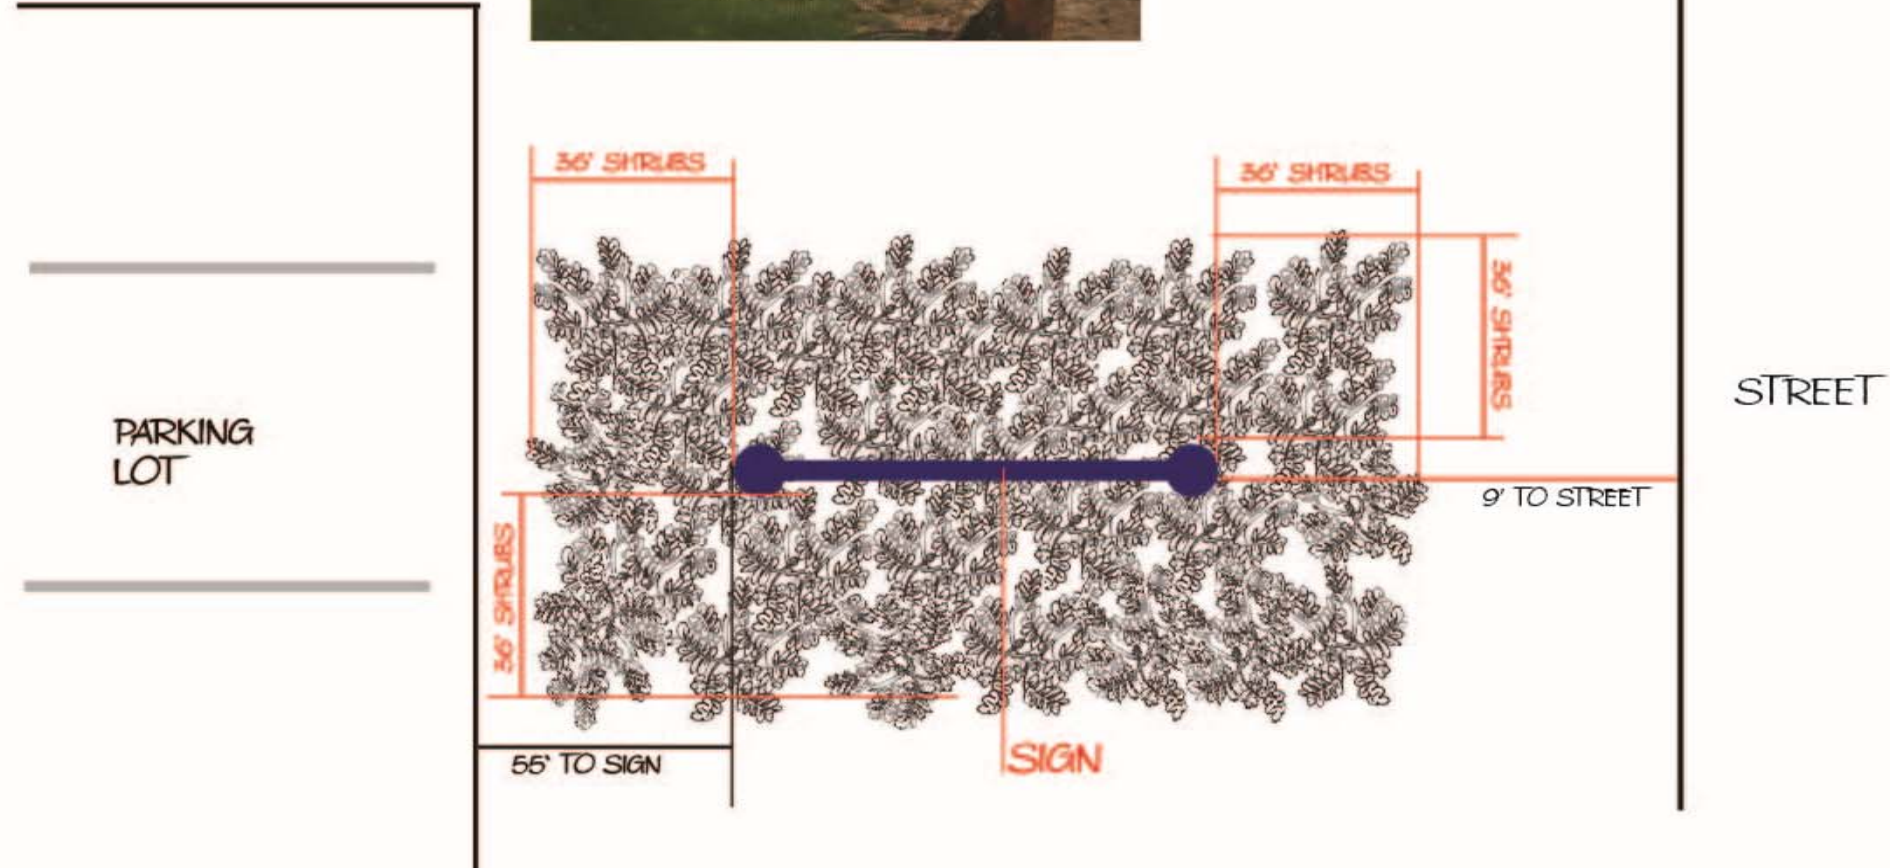 36' SHRUBS
36' SHRUBS
36' SHRUBS
STREET
PARKING
LOT
9' TO STREET
36' SHRUBS
SIGN
55' TO SIGN